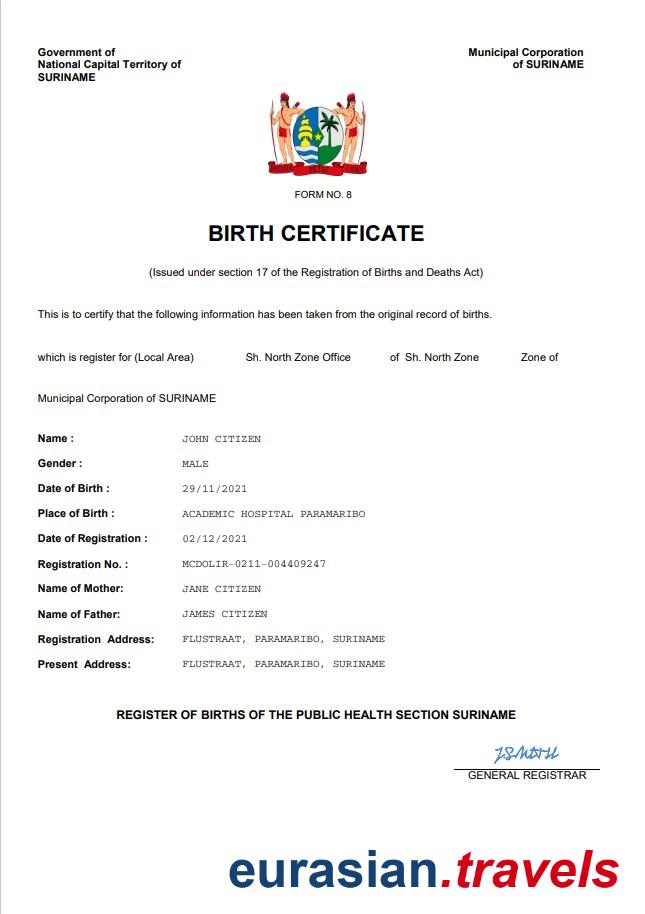 Government of
National Capital Territory of
SURINAME
Municipal Corporation
of SURINAME
FORM NO. 8
BIRTH CERTIFICATE
(Issued under section 17 of the Registration of Births and Deaths Act)
This is to certify that the following information has been taken from the original record of births.
which is register for (Local Area) Sh. North Zone Office of Sh. North Zone Zone of
Municipal Corporation of SURINAME
Name : JOHN CITIZEN
Gender : MALE
Date of Birth : 29/11/2021
Place of Birth : ACADEMIC HOSPITAL PARAMARIBO
Date of Registration : 02/12/2021
Registration No. : MCDOLIR-0211-004409247
Name of Mother: JANE CITIZEN
Name of Father: JAMES CITIZEN
Registration Address: FLUSTRAAT, PARAMARIBO, SURINAME
Present Address: FLUSTRAAT, PARAMARIBO, SURINAME
REGISTER OF BIRTHS OF THE PUBLIC HEALTH SECTION SURINAME
GENERAL REGISTRAR
eurasian.travels